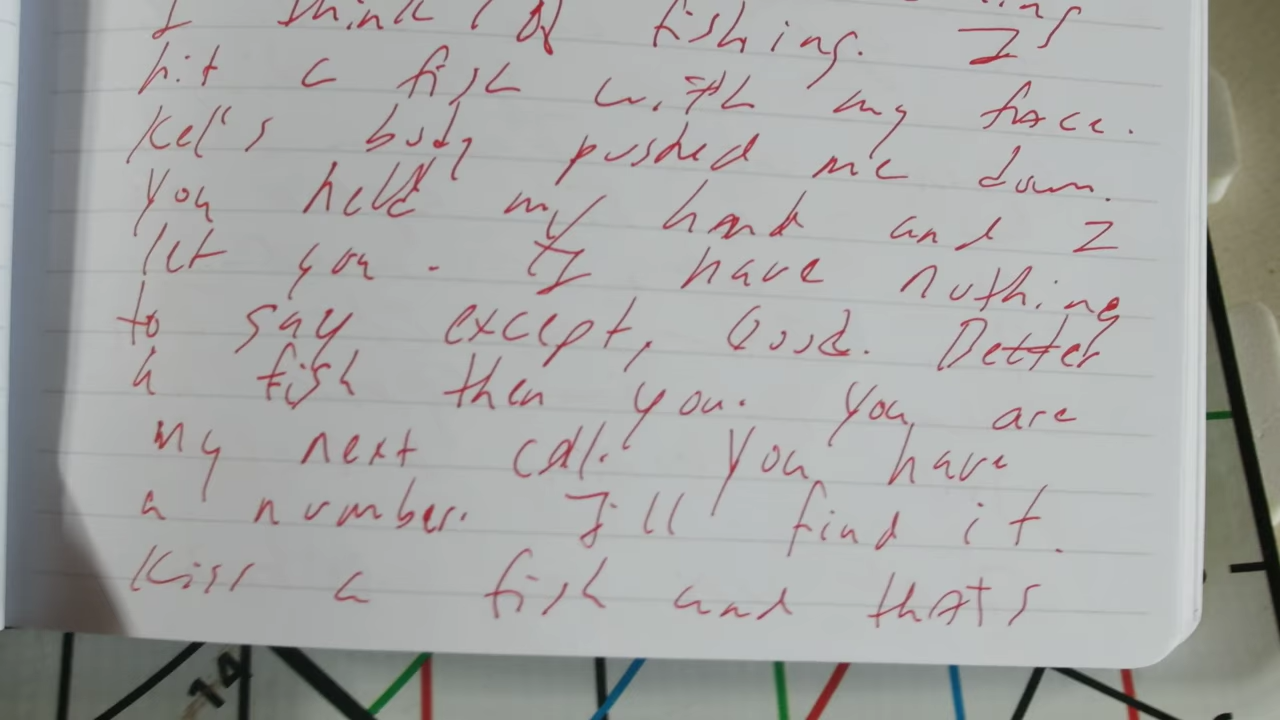 I think of fishing. I
hit a fish with my face.
Kel's body pushed me down.
You held my hand and I
let you. I have nothing
to say except, Good. Better
a fish then you. You are
my next call. You have
a number. I'll find it.
Kiss a fish and that's
14